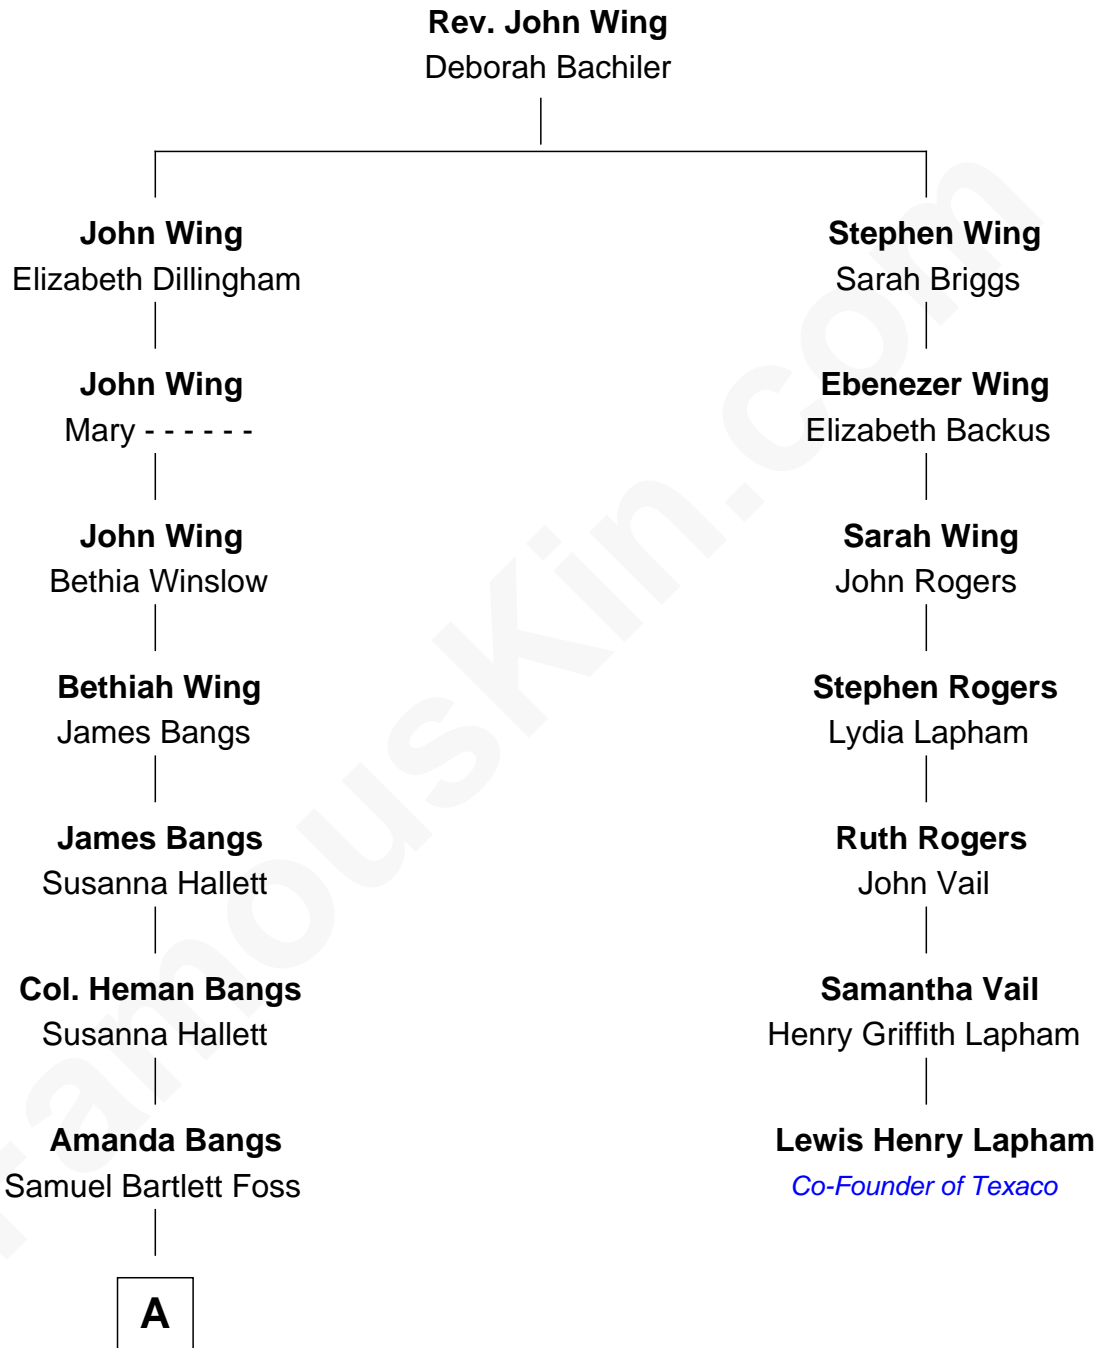 Rev. John Wing
Deborah Bachiler
John Wing
Elizabeth Dillingham
Stephen Wing
Sarah Briggs
John Wing
Mary - - - - - -
Ebenezer Wing
Elizabeth Backus
John Wing
Bethia Winslow
Sarah Wing
John Rogers
Bethiah Wing
James Bangs
Stephen Rogers
Lydia Lapham
James Bangs
Susanna Hallett
Ruth Rogers
John Vail
Col. Heman Bangs
Susanna Hallett
Samantha Vail
Henry Griffith Lapham
Amanda Bangs
Samuel Bartlett Foss
Lewis Henry Lapham
Co-Founder of Texaco
A
FamousKin.com